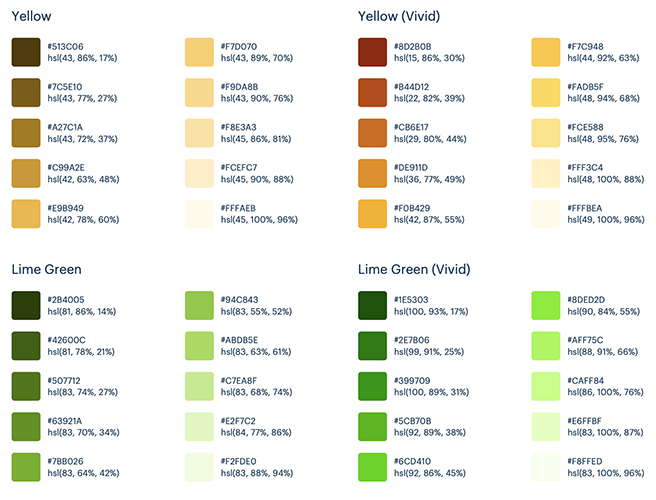 Yellow
#513C06
hsl(43, 86%, 17%)
#7C5E10
hsl(43, 77%, 27%)
#A27C1A
hsl(43, 72%, 37%)
#C99A2E
hsl(42, 63%, 48%)
#E9B949
hsl(42, 78%, 60%)
#F7D070
hsl(43, 89%, 70%)
#F9DA8B
hsl(43, 90%, 76%)
#F8E3A3
hsl(45, 86%, 81%)
#FCEFC7
hsl(45, 90%, 88%)
#FFFAEB
hsl(45, 100%, 96%)
Yellow (Vivid)
#8D2B0B
hsl(15, 86%, 30%)
#B44D12
hsl(22, 82%, 39%)
#CB6E17
hsl(29, 80%, 44%)
#DE911D
hsl(36, 77%, 49%)
#F0B429
hsl(42, 87%, 55%)
#F7C948
hsl(44, 92%, 63%)
#FADB5F
hsl(48, 94%, 68%)
#FCE588
hsl(48, 95%, 76%)
#FFF3C4
hsl(48, 100%, 88%)
#FFFBEA
hsl(49, 100%, 96%)
Lime Green
#2B4005
hsl(81, 86%, 14%)
#42600C
hsl(81, 78%, 21%)
#507712
hsl(83, 74%, 27%)
#63921A
hsl(83, 70%, 34%)
#7BB026
hsl(83, 64%, 42%)
#94C843
hsl(83, 55%, 52%)
#ABDB5E
hsl(83, 63%, 61%)
#C7EA8F
hsl(83, 68%, 74%)
#E2F7C2
hsl(84, 77%, 86%)
#F2FDE0
hsl(83, 88%, 94%)
Lime Green (Vivid)
#1E5303
hsl(100, 93%, 17%)
#2E7B06
hsl(99, 91%, 25%)
#399709
hsl(100, 89%, 31%)
#5CB70B
hsl(92, 89%, 38%)
#6CD410
hsl(92, 86%, 45%)
#8DED2D
hsl(90, 84%, 55%)
#AFF75C
hsl(88, 91%, 66%)
#CAFF84
hsl(86, 100%, 76%)
#E6FFBF
hsl(83, 100%, 87%)
#F8FFED
hsl(83, 100%, 96%)